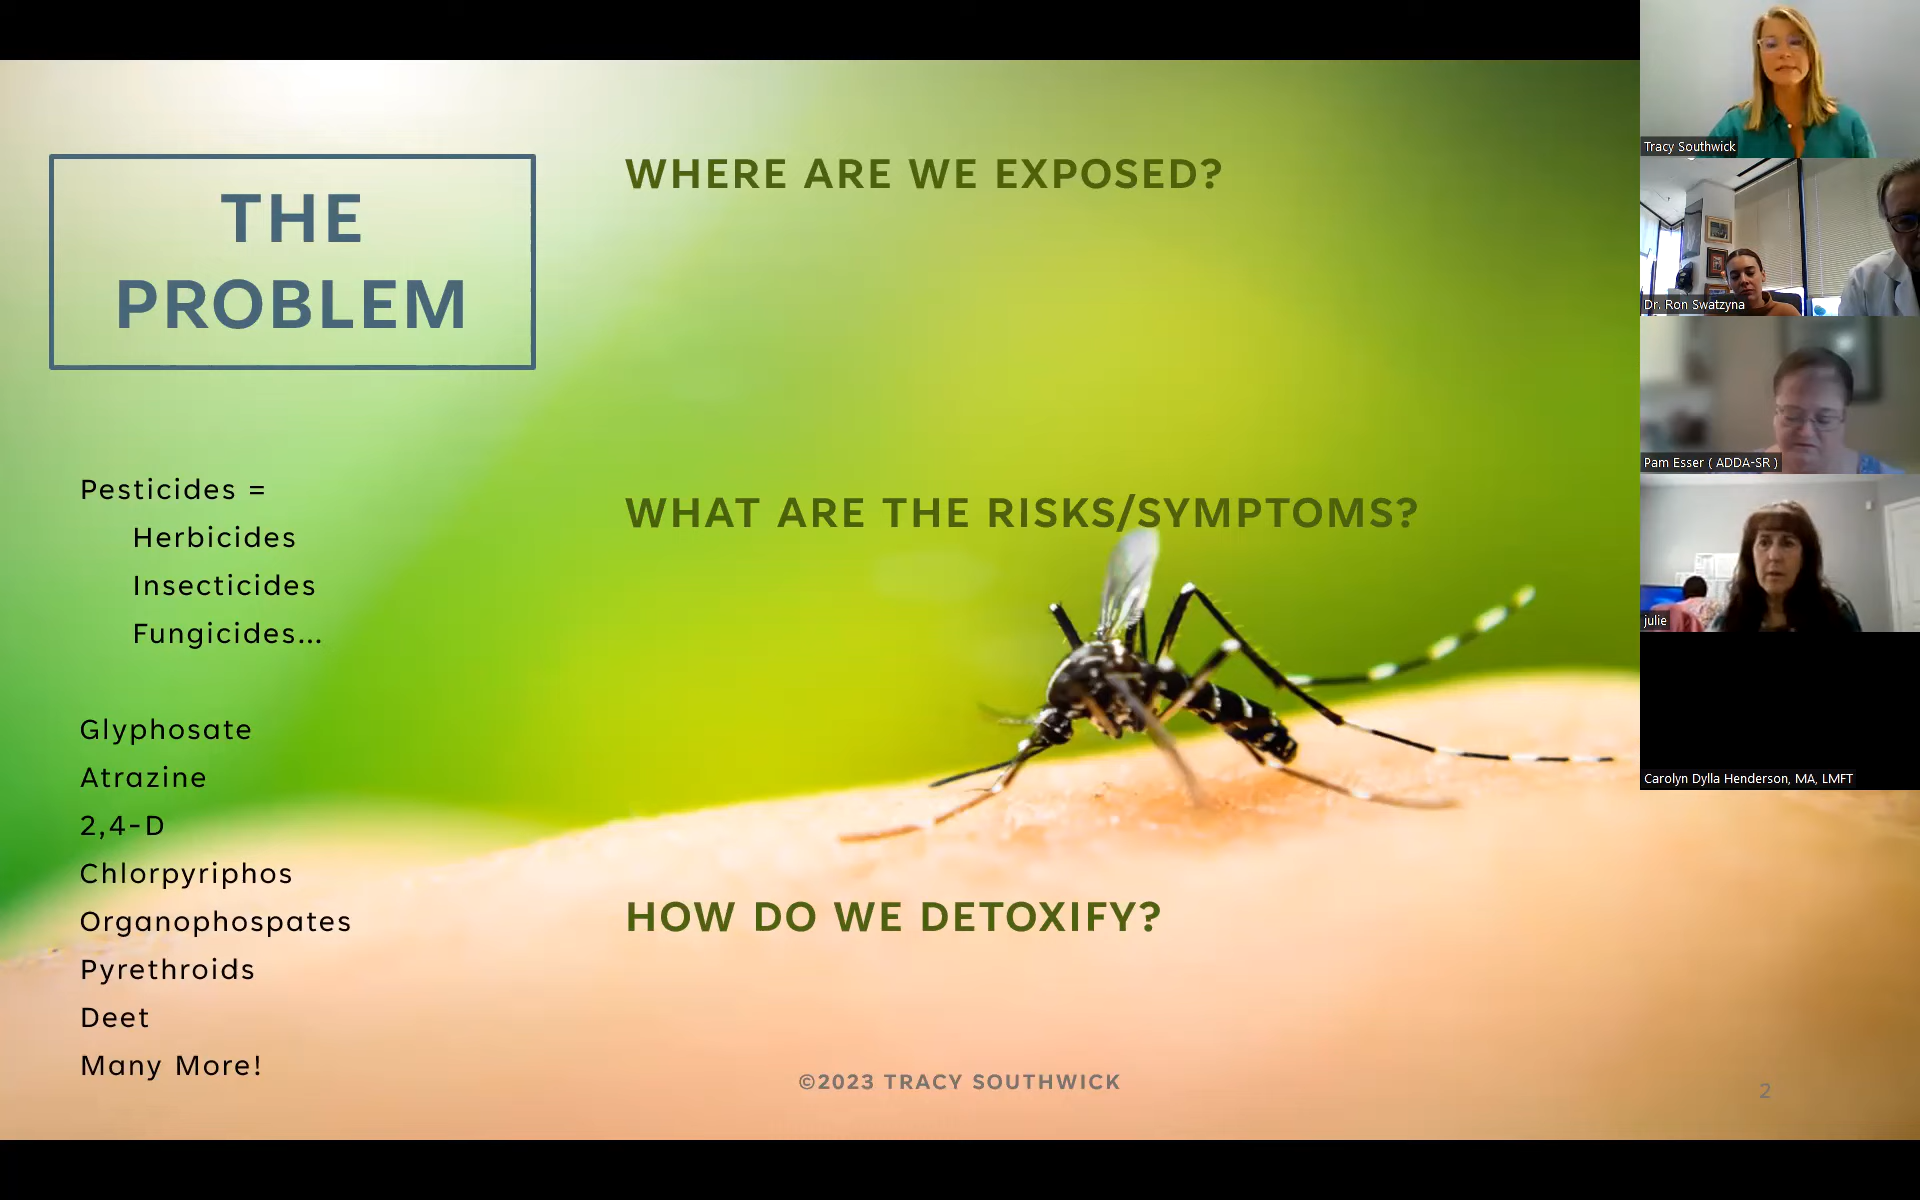 THE
PROBLEM
Pesticides =
Herbicides
Insecticides
Fungicides...
Glyphosate
Atrazine
2,4-D
Chlorpyriphos
Organophospates
Pyrethroids
Deet
Many More!
WHERE ARE WE EXPOSED?
WHAT ARE THE RISKS/SYMPTOMS?
HOW DO WE DETOXIFY?
©2023 TRACY SOUTHWICK
2
Tracy Southwick
Dr. Ron Swatzyna
Pam Esser ( ADDA-SR )
julie
Carolyn Dylla Henderson, MA, LMFT